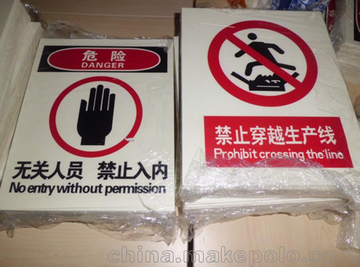 危险
DANGER
无关人员 禁止入内
No entry without permission
禁止穿越生产线
Prohibit crossing the line
china.makepolo.com